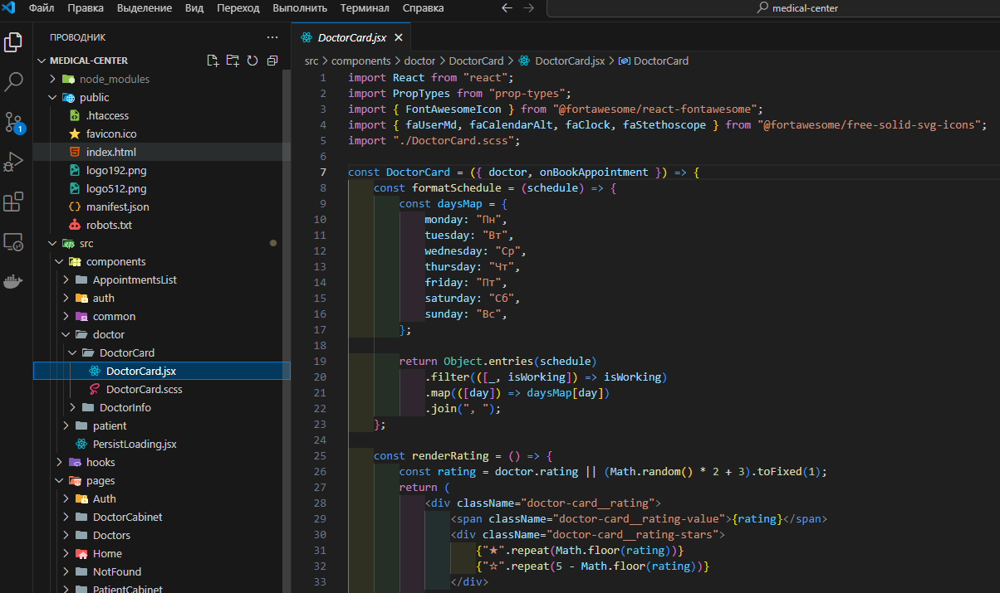 Файл Правка Выделение Вид Переход Выполнить Терминал Справка medical-center
ПРОВОДНИК ...
MEDICAL-CENTER
node_modules
public
.htaccess
favicon.ico
index.html
logo192.png
logo512.png
manifest.json
robots.txt
src
components
AppointmentsList
auth
common
doctor
DoctorCard
DoctorCard.jsx
DoctorCard.scss
DoctorInfo
patient
PersistLoading.jsx
hooks
pages
Auth
DoctorCabinet
Doctors
Home
NotFound
PatientCabinet
1
DoctorCard.jsx
src > components > doctor > DoctorCard > DoctorCard.jsx > DoctorCard
1 import React from "react";
2 import PropTypes from "prop-types";
3 import { FontAwesomeIcon } from "@fortawesome/react-fontawesome";
4 import { faUserMd, faCalendarAlt, faClock, faStethoscope } from "@fortawesome/free-solid-svg-icons";
5 import "./DoctorCard.scss";
6
7 const DoctorCard = ({ doctor, onBookAppointment }) => {
8 const formatSchedule = (schedule) => {
9 const daysMap = {
10 monday: "Пн",
11 tuesday: "Вт",
12 wednesday: "Ср",
13 thursday: "Чт",
14 friday: "Пт",
15 saturday: "Сб",
16 sunday: "Вс",
17 };
18
19 return Object.entries(schedule)
20 .filter(([_, isWorking]) => isWorking)
21 .map(([day]) => daysMap[day])
22 .join(", ");
23 };
24
25 const renderRating = () => {
26 const rating = doctor.rating || (Math.random() * 2 + 3).toFixed(1);
27 return (
28 <div className="doctor-card__rating">
29 <span className="doctor-card__rating-value">{rating}</span>
30 <div className="doctor-card__rating-stars">
31 {"★".repeat(Math.floor(rating))}
32 {"☆".repeat(5 - Math.floor(rating))}
33 </div>